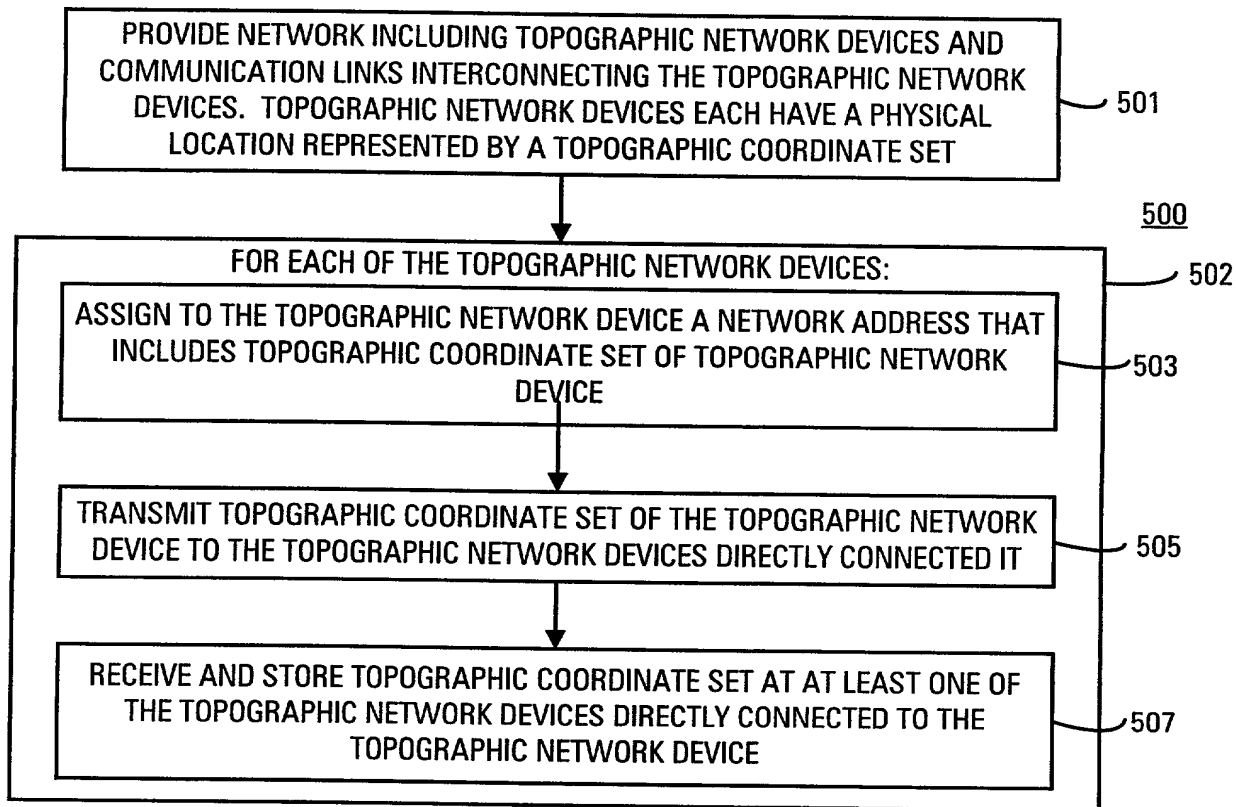 PROVIDE NETWORK INCLUDING TOPOGRAPHIC NETWORK DEVICES AND
COMMUNICATION LINKS INTERCONNECTING THE TOPOGRAPHIC NETWORK
DEVICES. TOPOGRAPHIC NETWORK DEVICES EACH HAVE A PHYSICAL
LOCATION REPRESENTED BY A TOPOGRAPHIC COORDINATE SET
501
500
FOR EACH OF THE TOPOGRAPHIC NETWORK DEVICES:
502
ASSIGN TO THE TOPOGRAPHIC NETWORK DEVICE A NETWORK ADDRESS THAT
INCLUDES TOPOGRAPHIC COORDINATE SET OF TOPOGRAPHIC NETWORK
DEVICE
503
TRANSMIT TOPOGRAPHIC COORDINATE SET OF THE TOPOGRAPHIC NETWORK
DEVICE TO THE TOPOGRAPHIC NETWORK DEVICES DIRECTLY CONNECTED IT
505
RECEIVE AND STORE TOPOGRAPHIC COORDINATE SET AT AT LEAST ONE OF
THE TOPOGRAPHIC NETWORK DEVICES DIRECTLY CONNECTED TO THE
TOPOGRAPHIC NETWORK DEVICE
507